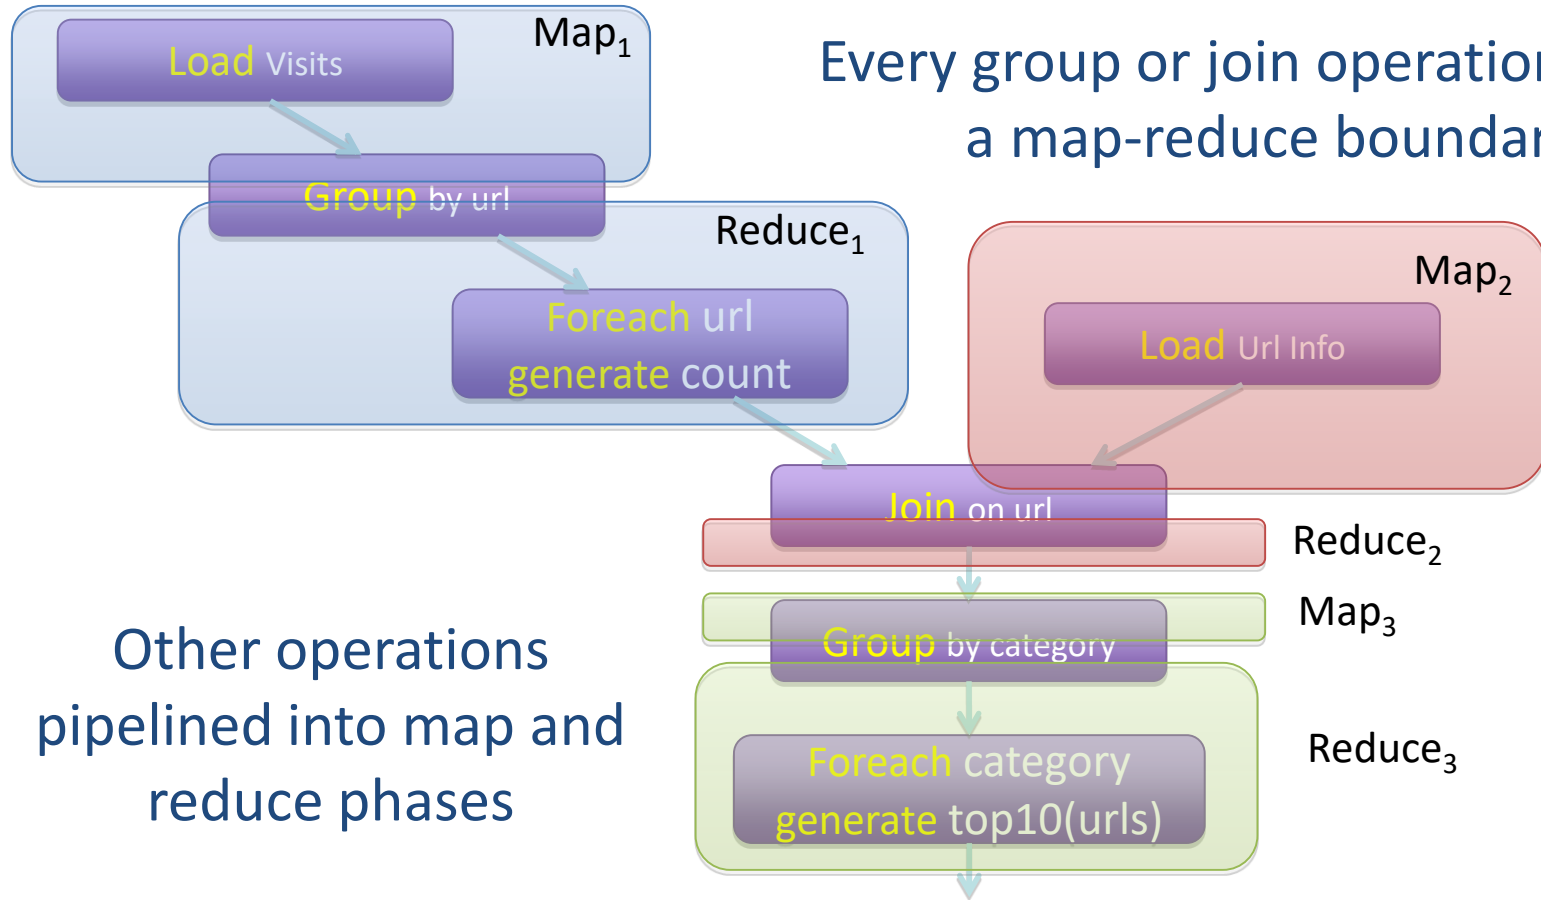 Map₁
Load Visits
Every group or join operation
a map-reduce boundar
Group by url
Reduce₁
Map₂
Foreach url
generate count
Load Url Info
Join on url
Reduce₂
Map₃
Group by category
Other operations
pipelined into map and
reduce phases
Reduce₃
Foreach category
generate top10(urls)